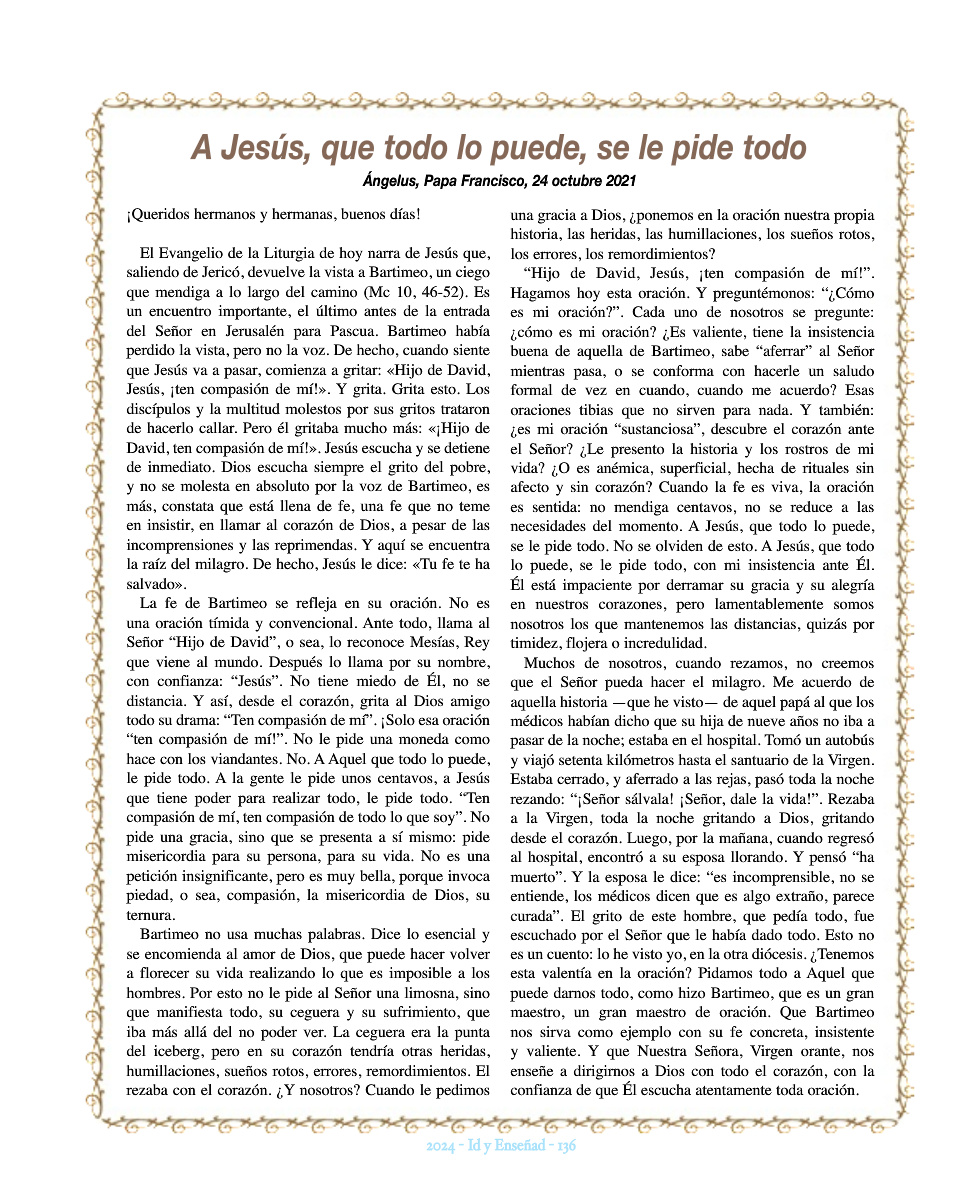 A Jesús, que todo lo puede, se le pide todo
Ángelus, Papa Francisco, 24 octubre 2021
¡Queridos hermanos y hermanas, buenos días!
El Evangelio de la Liturgia de hoy narra de Jesús que,
saliendo de Jericó, devuelve la vista a Bartimeo, un ciego
que mendiga a lo largo del camino (Mc 10, 46-52). Es
un encuentro importante, el último antes de la entrada
del Señor en Jerusalén para Pascua. Bartimeo había
perdido la vista, pero no la voz. De hecho, cuando siente
que Jesús va a pasar, comienza a gritar: «Hijo de David,
Jesús, ¡ten compasión de mí!». Y grita. Grita esto. Los
discípulos y la multitud molestos por sus gritos trataron
de hacerlo callar. Pero él gritaba mucho más: «¡Hijo de
David, ten compasión de mí!». Jesús escucha y se detiene
de inmediato. Dios escucha siempre el grito del pobre,
y no se molesta en absoluto por la voz de Bartimeo, es
más, constata que está llena de fe, una fe que no teme
en insistir, en llamar al corazón de Dios, a pesar de las
incomprensiones y las reprimendas. Y aquí se encuentra
la raíz del milagro. De hecho, Jesús le dice: «Tu fe te ha
salvado».
La fe de Bartimeo se refleja en su oración. No es
una oración tímida y convencional. Ante todo, llama al
Señor “Hijo de David”, o sea, lo reconoce Mesías, Rey
que viene al mundo. Después lo llama por su nombre,
con confianza: “Jesús”. No tiene miedo de Él, no se
distancia. Y así, desde el corazón, grita al Dios amigo
todo su drama: “Ten compasión de mí”. ¡Solo esa oración
“ten compasión de mí!”. No le pide una moneda como
hace con los viandantes. No. A Aquel que todo lo puede,
le pide todo. A la gente le pide unos centavos, a Jesús
que tiene poder para realizar todo, le pide todo. “Ten
compasión de mí, ten compasión de todo lo que soy”. No
pide una gracia, sino que se presenta a sí mismo: pide
misericordia para su persona, para su vida. No es una
petición insignificante, pero es muy bella, porque invoca
piedad, o sea, compasión, la misericordia de Dios, su
ternura.
Bartimeo no usa muchas palabras. Dice lo esencial y
se encomienda al amor de Dios, que puede hacer volver
a florecer su vida realizando lo que es imposible a los
hombres. Por esto no le pide al Señor una limosna, sino
que manifiesta todo, su ceguera y su sufrimiento, que
iba más allá del no poder ver. La ceguera era la punta
del iceberg, pero en su corazón tendría otras heridas,
humillaciones, sueños rotos, errores, remordimientos. El
rezaba con el corazón. ¿Y nosotros? Cuando le pedimos
una gracia a Dios, ¿ponemos en la oración nuestra propia
historia, las heridas, las humillaciones, los sueños rotos,
los errores, los remordimientos?
“Hijo de David, Jesús, ¡ten compasión de mí!”.
Hagamos hoy esta oración. Y preguntémonos: “¿Cómo
es mi oración?”. Cada uno de nosotros se pregunte:
¿cómo es mi oración? ¿Es valiente, tiene la insistencia
buena de aquella de Bartimeo, sabe “aferrar” al Señor
mientras pasa, o se conforma con hacerle un saludo
formal de vez en cuando, cuando me acuerdo? Esas
oraciones tibias que no sirven para nada. Y también:
¿es mi oración “sustanciosa”, descubre el corazón ante
el Señor? ¿Le presento la historia y los rostros de mi
vida? ¿O es anémica, superficial, hecha de rituales sin
afecto y sin corazón? Cuando la fe es viva, la oración
es sentida: no mendiga centavos, no se reduce a las
necesidades del momento. A Jesús, que todo lo puede,
se le pide todo. No se olviden de esto. A Jesús, que todo
lo puede, se le pide todo, con mi insistencia ante Él.
Él está impaciente por derramar su gracia y su alegría
en nuestros corazones, pero lamentablemente somos
nosotros los que mantenemos las distancias, quizás por
timidez, flojera o incredulidad.
Muchos de nosotros, cuando rezamos, no creemos
que el Señor pueda hacer el milagro. Me acuerdo de
aquella historia —que he visto— de aquel papá al que los
médicos habían dicho que su hija de nueve años no iba a
pasar de la noche; estaba en el hospital. Tomó un autobús
y viajó setenta kilómetros hasta el santuario de la Virgen.
Estaba cerrado, y aferrado a las rejas, pasó toda la noche
rezando: “¡Señor sálvala! ¡Señor, dale la vida!”. Rezaba
a la Virgen, toda la noche gritando a Dios, gritando
desde el corazón. Luego, por la mañana, cuando regresó
al hospital, encontró a su esposa llorando. Y pensó “ha
muerto”. Y la esposa le dice: “es incomprensible, no se
entiende, los médicos dicen que es algo extraño, parece
curada”. El grito de este hombre, que pedía todo, fue
escuchado por el Señor que le había dado todo. Esto no
es un cuento: lo he visto yo, en la otra diócesis. ¿Tenemos
esta valentía en la oración? Pidamos todo a Aquel que
puede darnos todo, como hizo Bartimeo, que es un gran
maestro, un gran maestro de oración. Que Bartimeo
nos sirva como ejemplo con su fe concreta, insistente
y valiente. Y que Nuestra Señora, Virgen orante, nos
enseñe a dirigirnos a Dios con todo el corazón, con la
confianza de que Él escucha atentamente toda oración.
2024 - Id y Enseñad - 136